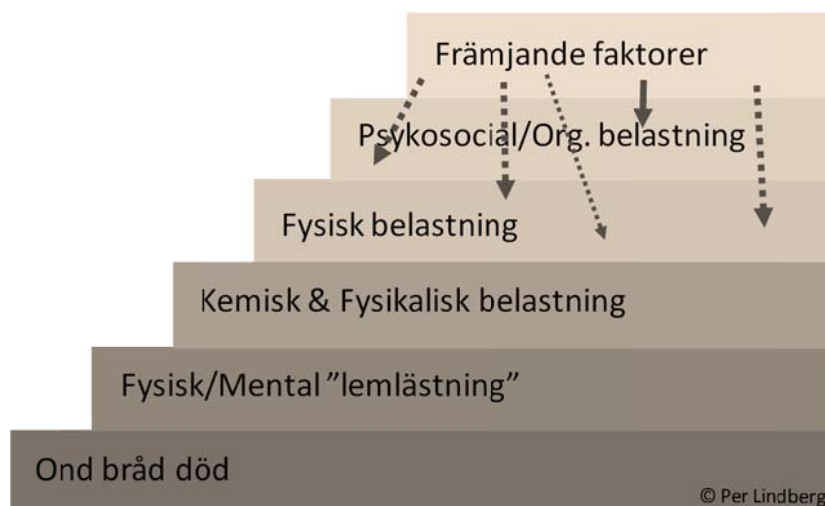 Främjande faktorer
Psykosocial/Org. belastning
Fysisk belastning
Kemisk & Fysikalisk belastning
Fysisk/Mental ”lemlästning”
Ond bråd död
© Per Lindberg